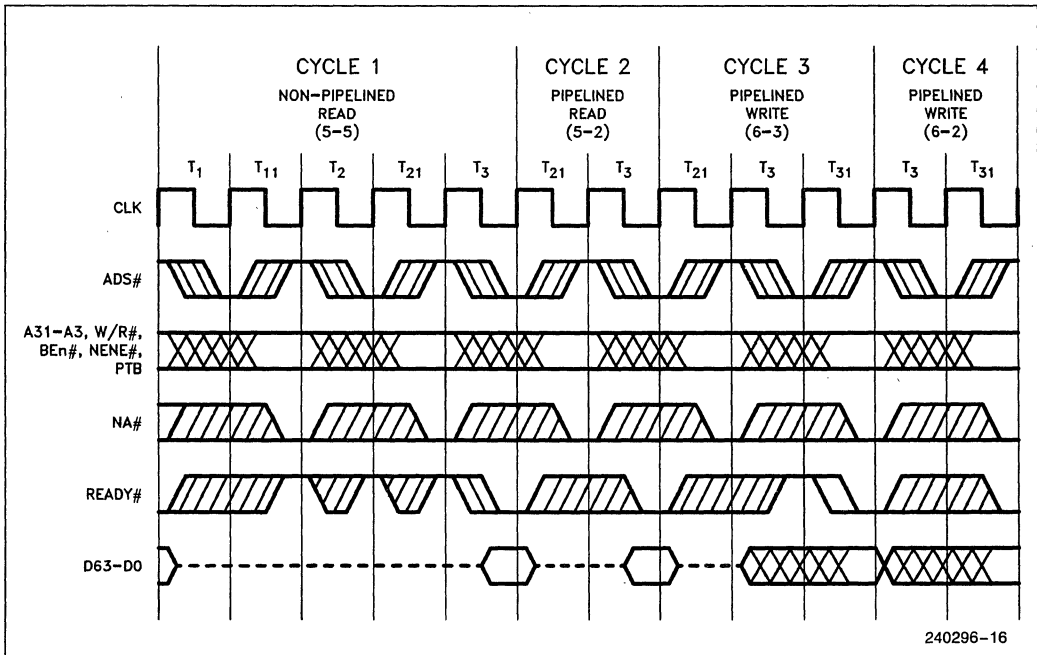 CYCLE 1
NON-PIPELINED
READ
(5-5)
CYCLE 2
PIPELINED
READ
(5-2)
CYCLE 3
PIPELINED
WRITE
(6-3)
CYCLE 4
PIPELINED
WRITE
(6-2)
T1 T11 T2 T21 T3 T21 T3 T21 T3 T31 T3 T31
CLK
ADS#
A31-A3, W/R#,
BEn#, NENE#,
PTB
NA#
READY#
D63-D0
240296-16